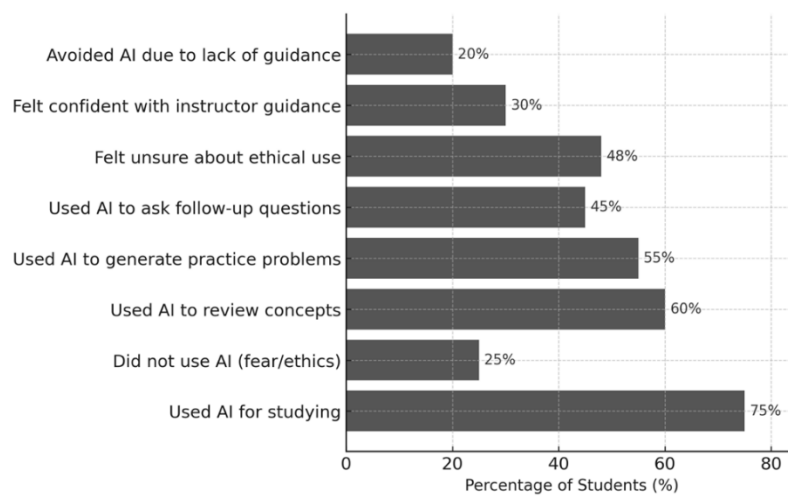 Avoided AI due to lack of guidance 20%
Felt confident with instructor guidance 30%
Felt unsure about ethical use 48%
Used AI to ask follow-up questions 45%
Used AI to generate practice problems 55%
Used AI to review concepts 60%
Did not use AI (fear/ethics) 25%
Used AI for studying 75%
0 20 40 60 80
Percentage of Students (%)